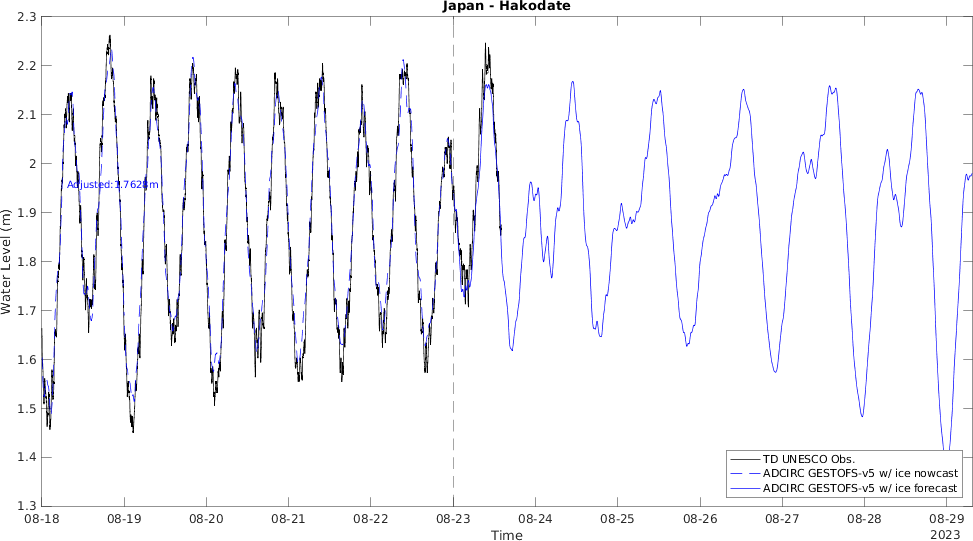 Japan - Hakodate
2.3
2.2
2.1
2
1.9
1.8
1.7
1.6
1.5
1.4
1.3
Water Level (m)
Adjusted:1.7628m
TD UNESCO Obs.
ADCIRC GESTOFS-v5 w/ ice nowcast
ADCIRC GESTOFS-v5 w/ ice forecast
08-18 08-19 08-20 08-21 08-22 08-23 08-24 08-25 08-26 08-27 08-28 08-29
2023
Time